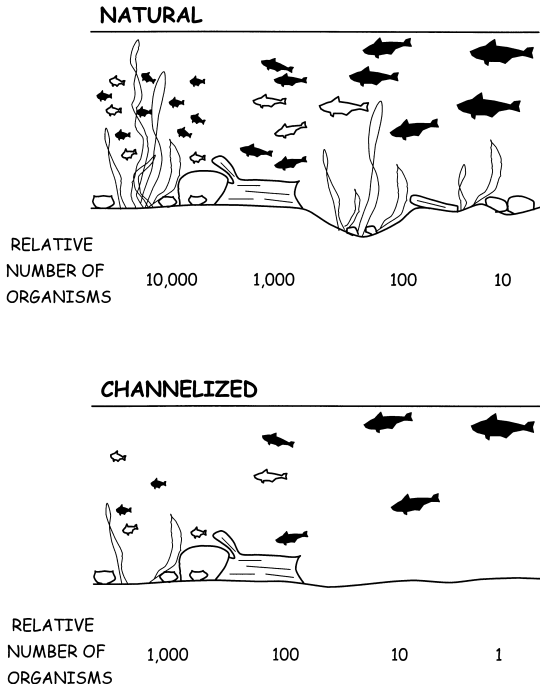 NATURAL
RELATIVE
NUMBER OF
ORGANISMS
10,000 1,000 100 10
CHANNELIZED
RELATIVE
NUMBER OF
ORGANISMS
1,000 100 10 1